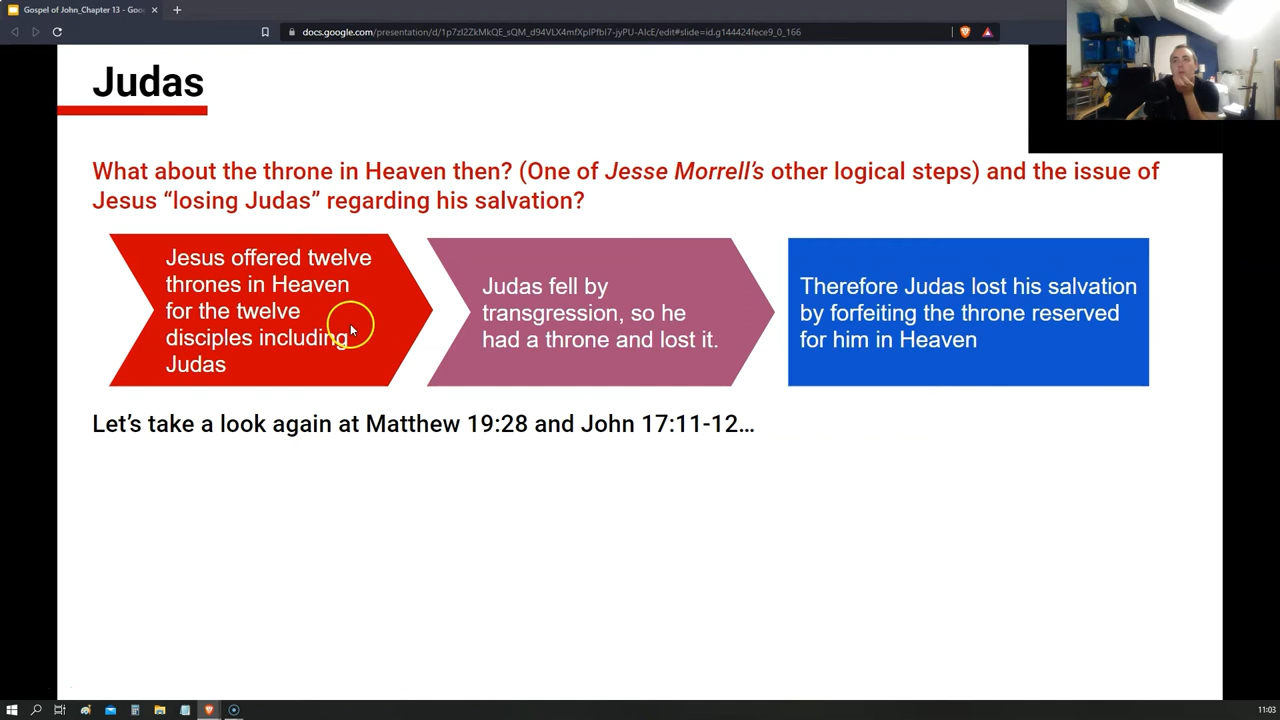 Gospel of John_Chapter 13 - Goo
docs.google.com/presentation/d/1p7zI2ZkMkQE_sQM_d94VLX4mfXpIPfbI7-jyPU-AlcE/edit#slide=id.g144424fece9_0_166
Judas
What about the throne in Heaven then? (One of Jesse Morrell’s other logical steps) and the issue of
Jesus “losing Judas” regarding his salvation?
Jesus offered twelve
thrones in Heaven
for the twelve
disciples including
Judas
Judas fell by
transgression, so he
had a throne and lost it.
Therefore Judas lost his salvation
by forfeiting the throne reserved
for him in Heaven
Let’s take a look again at Matthew 19:28 and John 17:11-12…
11:03